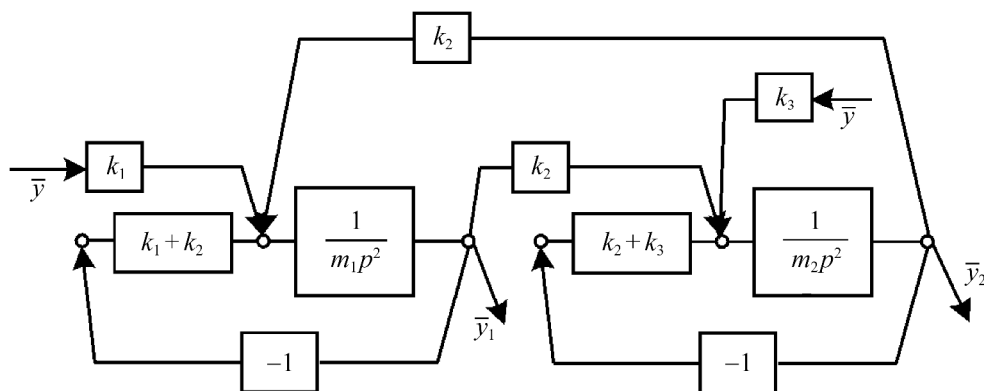 k₂
k₃
ȳ
k₁
ȳ
k₂
k₁ + k₂
1
m₁p²
k₂ + k₃
1
m₂p²
ȳ₁
ȳ₂
–1
–1